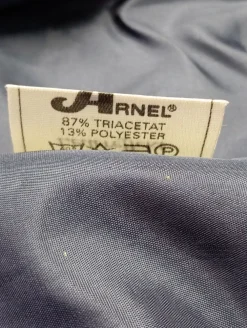 ARNEL®
87% TRIACETAT
13% POLYESTER